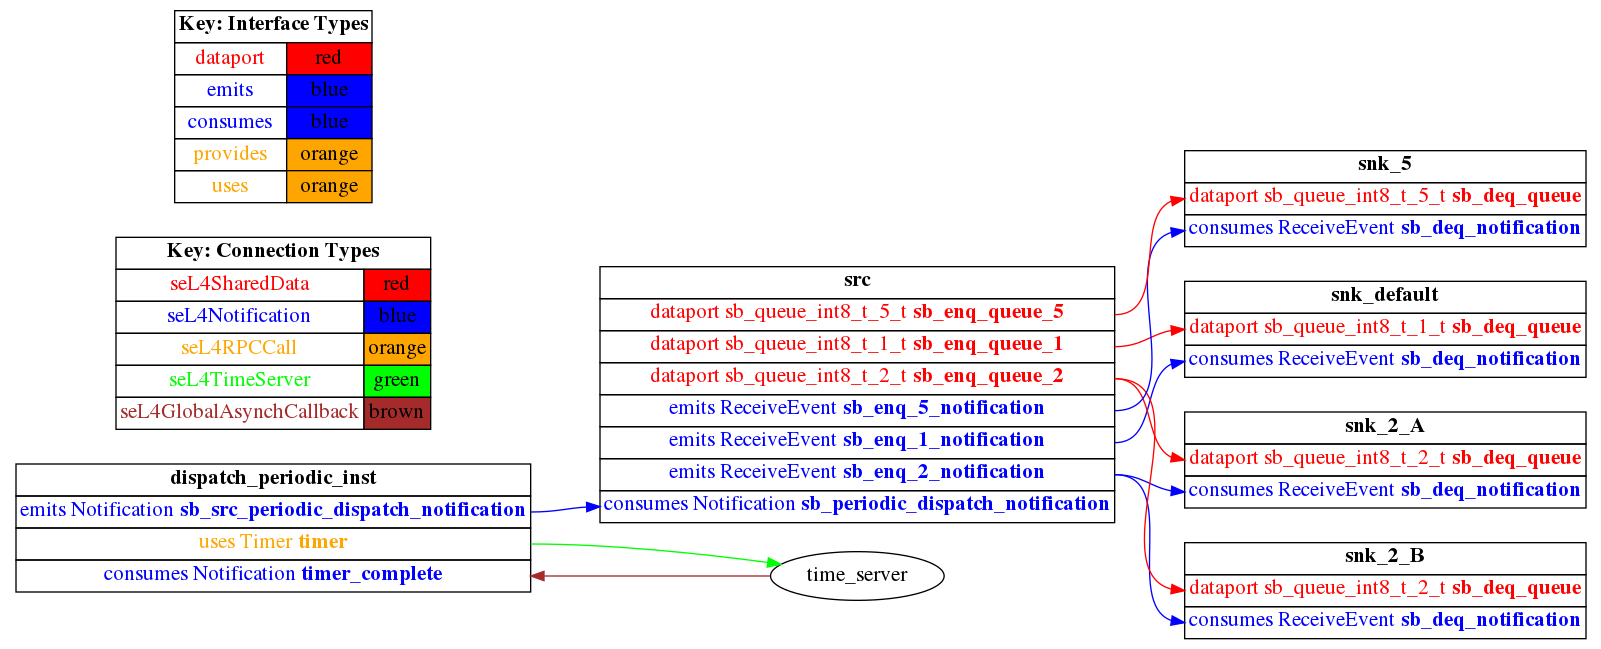 Key: Interface Types
dataport red
emits blue
consumes blue
provides orange
uses orange
Key: Connection Types
seL4SharedData red
seL4Notification blue
seL4RPCCall orange
seL4TimeServer green
seL4GlobalAsynchCallback brown
dispatch_periodic_inst
emits Notification sb_src_periodic_dispatch_notification
uses Timer timer
consumes Notification timer_complete
src
dataport sb_queue_int8_t_5_t sb_enq_queue_5
dataport sb_queue_int8_t_1_t sb_enq_queue_1
dataport sb_queue_int8_t_2_t sb_enq_queue_2
emits ReceiveEvent sb_enq_5_notification
emits ReceiveEvent sb_enq_1_notification
emits ReceiveEvent sb_enq_2_notification
consumes Notification sb_periodic_dispatch_notification
time_server
snk_5
dataport sb_queue_int8_t_5_t sb_deq_queue
consumes ReceiveEvent sb_deq_notification
snk_default
dataport sb_queue_int8_t_1_t sb_deq_queue
consumes ReceiveEvent sb_deq_notification
snk_2_A
dataport sb_queue_int8_t_2_t sb_deq_queue
consumes ReceiveEvent sb_deq_notification
snk_2_B
dataport sb_queue_int8_t_2_t sb_deq_queue
consumes ReceiveEvent sb_deq_notification